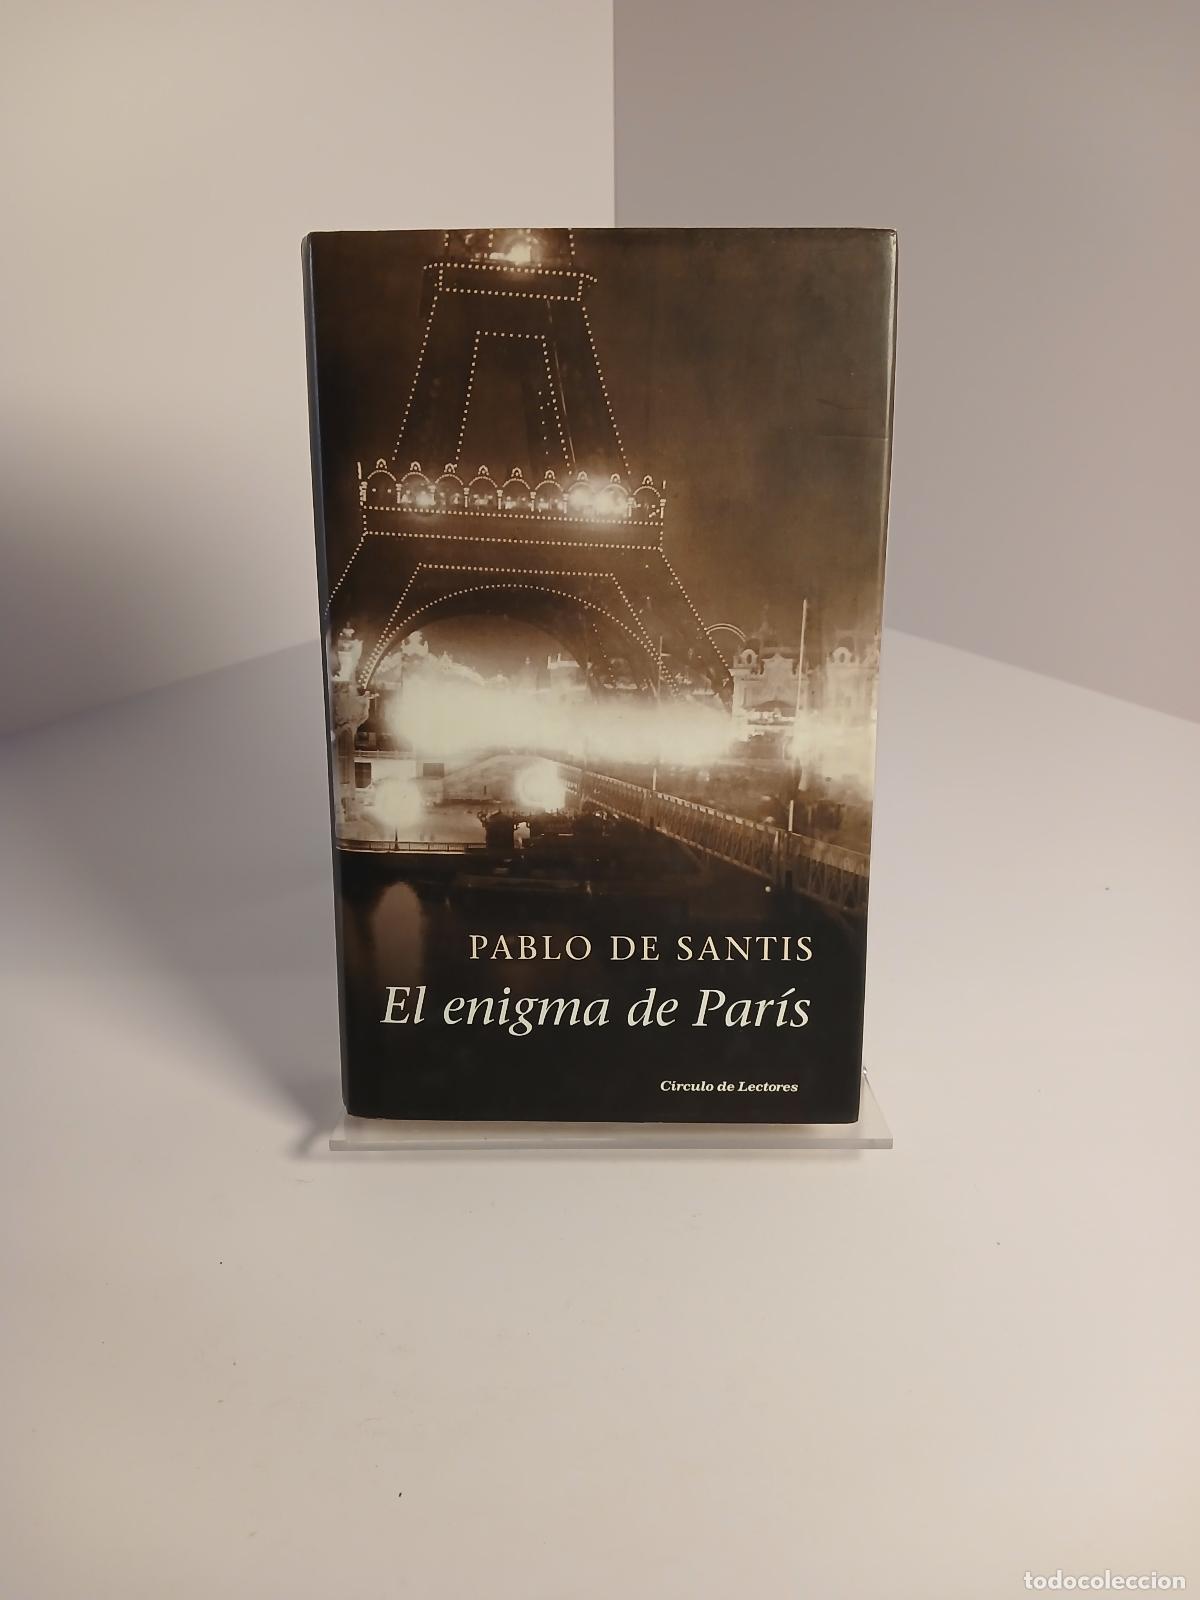 PABLO DE SANTIS
El enigma de París
Círculo de Lectores
todocoleccion